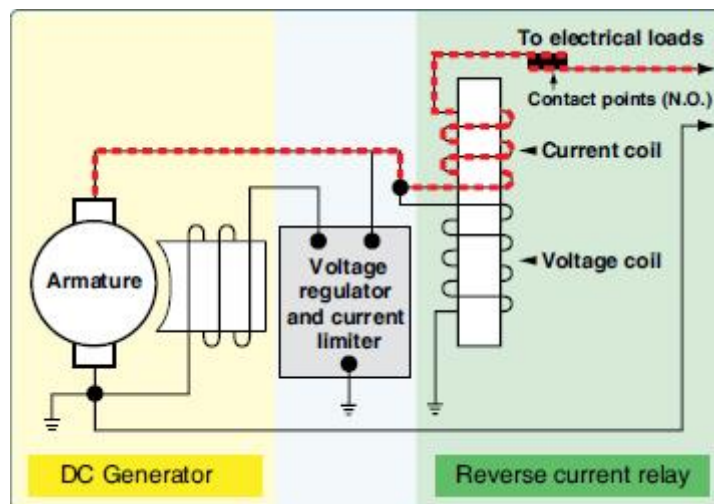 To electrical loads
Contact points (N.O.)
Current coil
Armature
Voltage
regulator
and current
limiter
Voltage coil
DC Generator
Reverse current relay